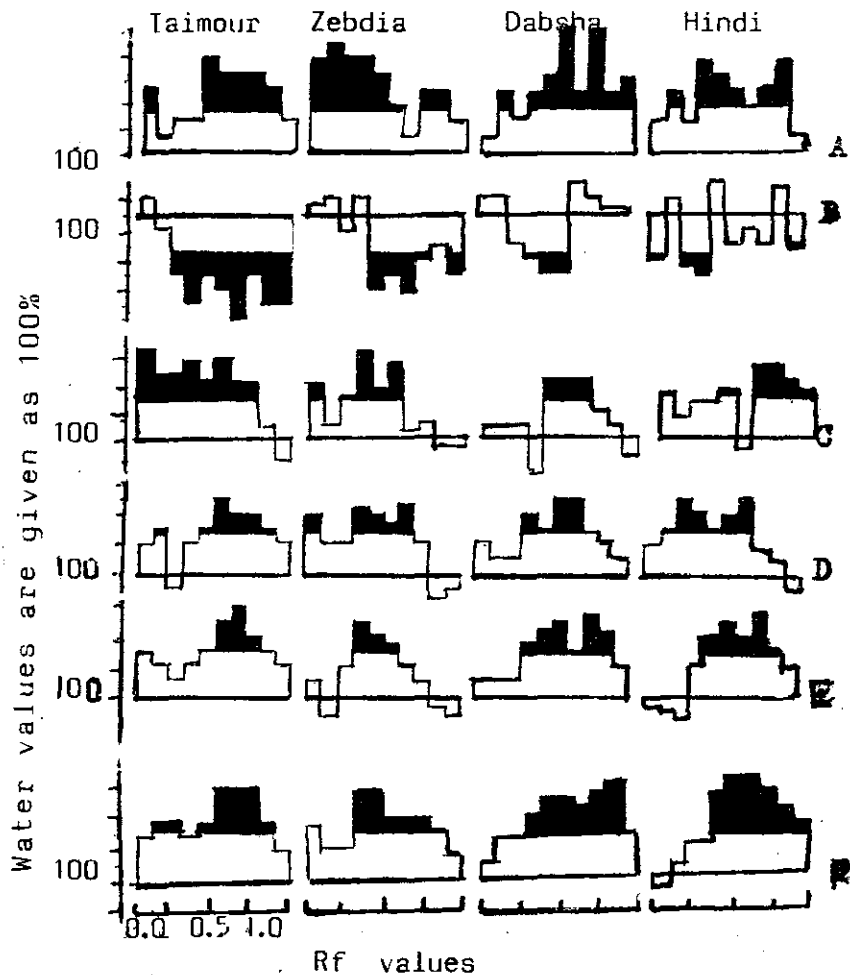 Taimour Zebdia Dabsha Hindi
100 A
100 B
100 C
100 D
100 E
100
0.0 0.5 1.0
Rf values
Water values are given as 100%